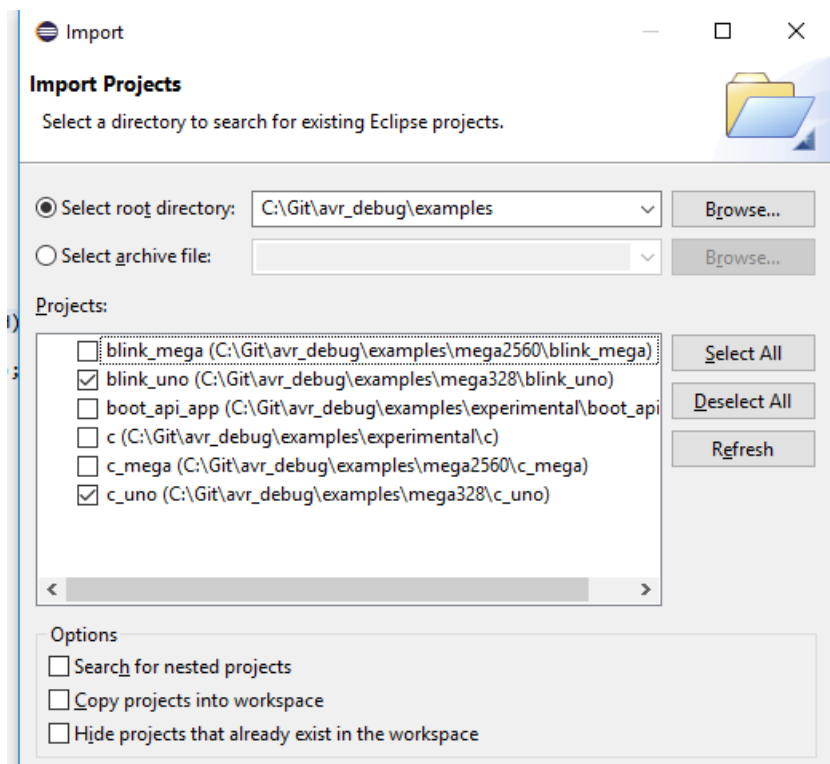 Import
Import Projects
Select a directory to search for existing Eclipse projects.
Select root directory: C:\Git\avr_debug\examples Browse...
Select archive file: Browse...
Projects:
blink_mega (C:\Git\avr_debug\examples\mega2560\blink_mega) Select All
blink_uno (C:\Git\avr_debug\examples\mega328\blink_uno)
boot_api_app (C:\Git\avr_debug\examples\experimental\boot_api Deselect All
c (C:\Git\avr_debug\examples\experimental\c) Refresh
c_mega (C:\Git\avr_debug\examples\mega2560\c_mega)
c_uno (C:\Git\avr_debug\examples\mega328\c_uno)
Options
Search for nested projects
Copy projects into workspace
Hide projects that already exist in the workspace